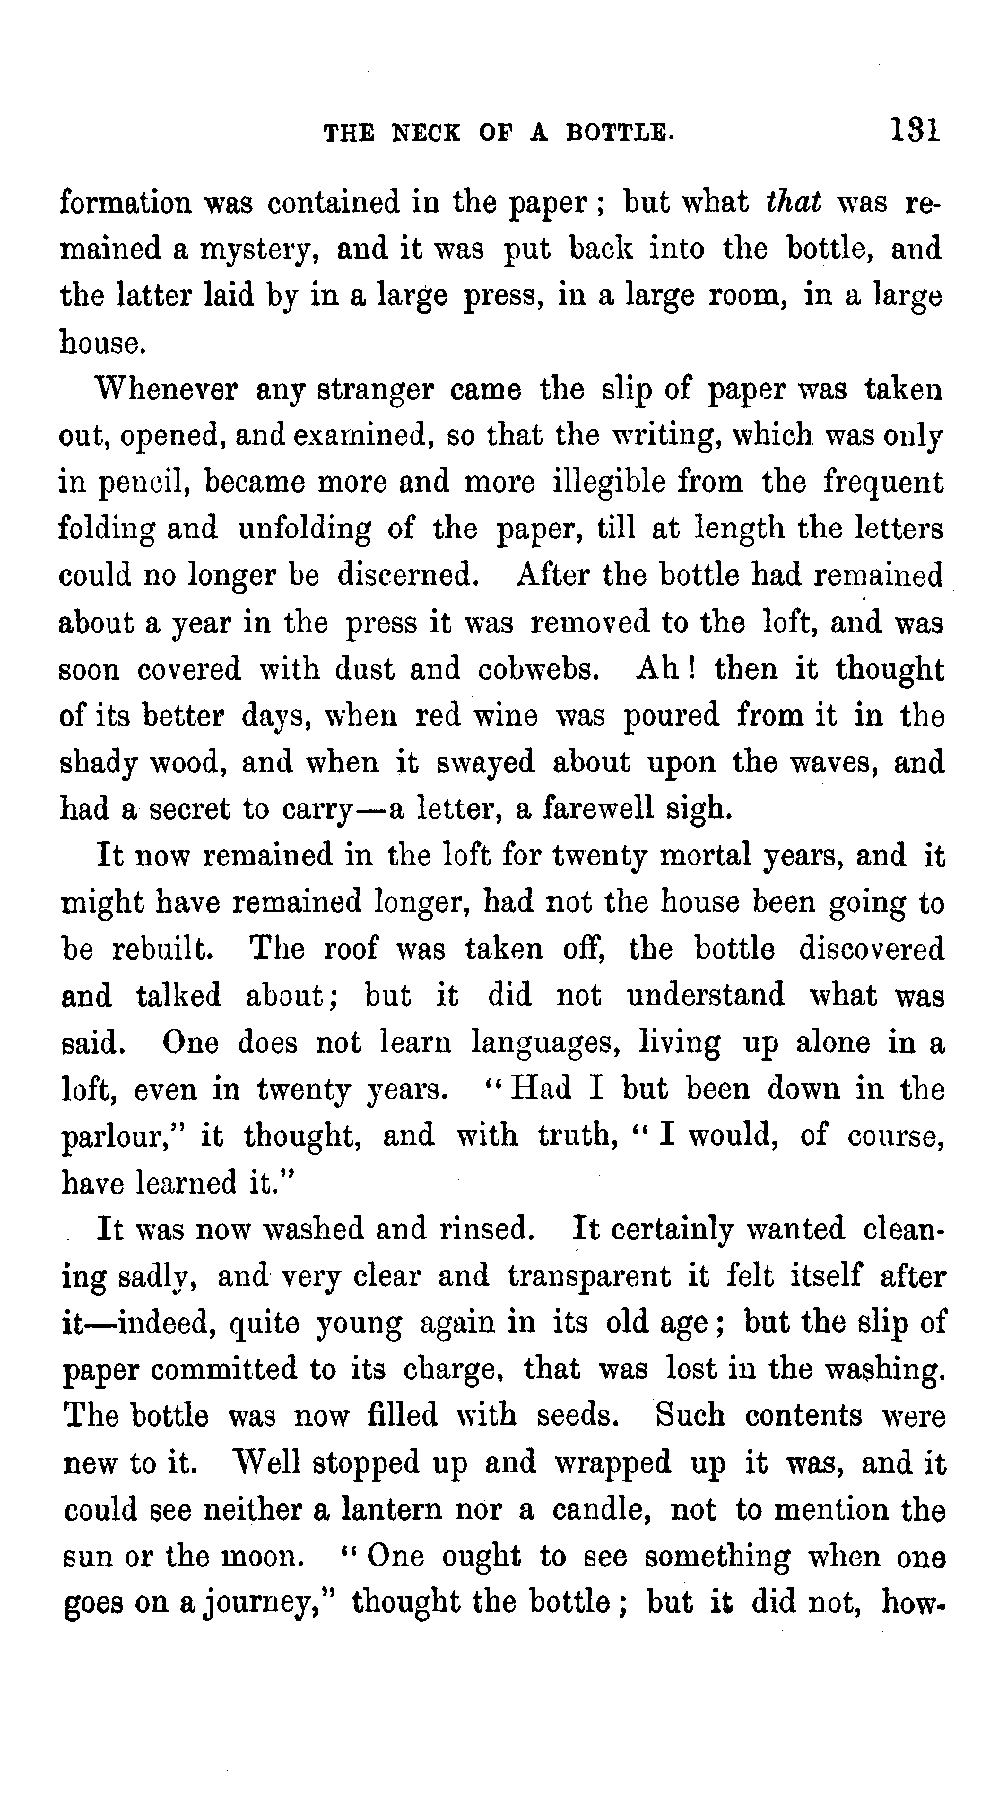 THE NECK OF A BOTTLE. 131
formation was contained in the paper; but what that was re-
mained a mystery, and it was put back into the bottle, and
the latter laid by in a large press, in a large room, in a large
house.
Whenever any stranger came the slip of paper was taken
out, opened, and examined, so that the writing, which was only
in pencil, became more and more illegible from the frequent
folding and unfolding of the paper, till at length the letters
could no longer be discerned. After the bottle had remained
about a year in the press it was removed to the loft, and was
soon covered with dust and cobwebs. Ah! then it thought
of its better days, when red wine was poured from it in the
shady wood, and when it swayed about upon the waves, and
had a secret to carry—a letter, a farewell sigh.
It now remained in the loft for twenty mortal years, and it
might have remained longer, had not the house been going to
be rebuilt. The roof was taken off, the bottle discovered
and talked about; but it did not understand what was
said. One does not learn languages, living up alone in a
loft, even in twenty years. "Had I but been down in the
parlour," it thought, and with truth, "I would, of course,
have learned it."
It was now washed and rinsed. It certainly wanted clean-
ing sadly, and very clear and transparent it felt itself after
it—indeed, quite young again in its old age; but the slip of
paper committed to its charge, that was lost in the washing.
The bottle was now filled with seeds. Such contents were
new to it. Well stopped up and wrapped up it was, and it
could see neither a lantern nor a candle, not to mention the
sun or the moon. "One ought to see something when one
goes on a journey," thought the bottle; but it did not, how-